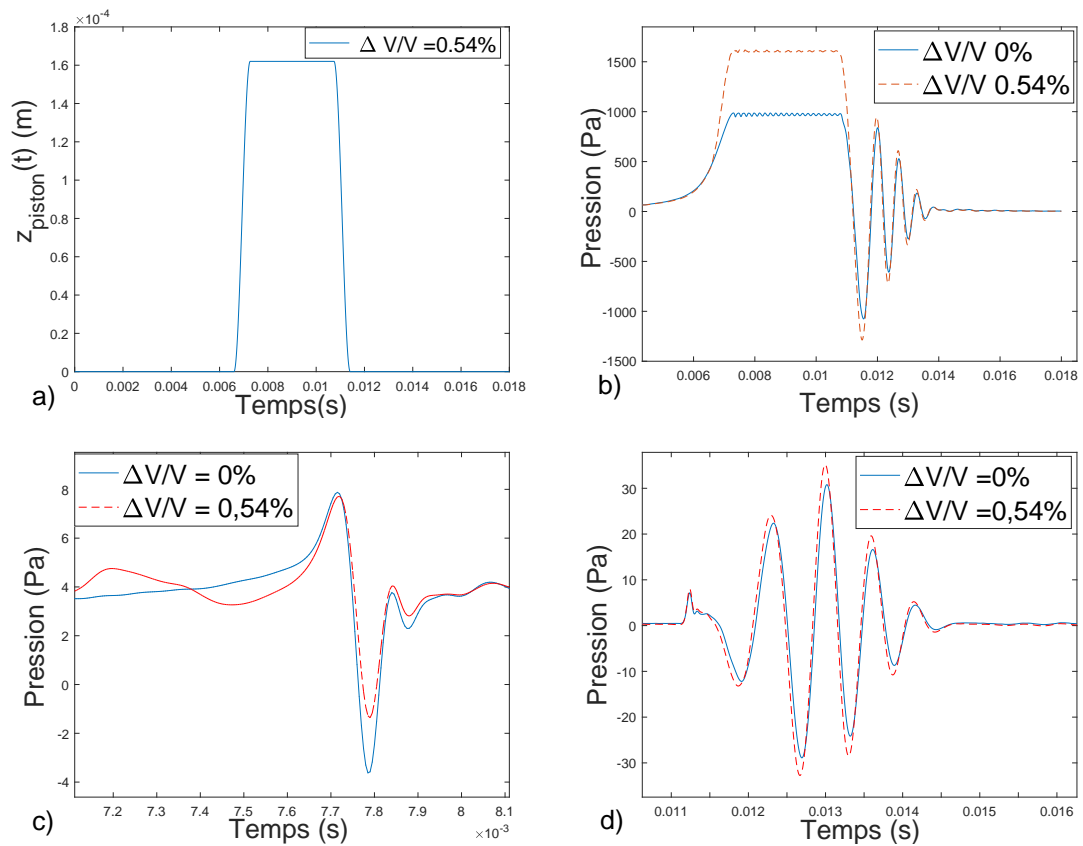 ×10⁻⁴
1.8
1.6
1.4
1.2
1
0.8
0.6
0.4
0.2
0
z_piston(t) (m)
Δ V/V =0.54%
0 0.002 0.004 0.006 0.008 0.01 0.012 0.014 0.016 0.018
a)
Temps(s)
1500
1000
500
0
-500
-1000
-1500
Pression (Pa)
ΔV/V 0%
ΔV/V 0.54%
0.006 0.008 0.01 0.012 0.014 0.016 0.018
b)
Temps (s)
8
6
4
2
0
-2
-4
Pression (Pa)
ΔV/V = 0%
ΔV/V = 0,54%
7.2 7.3 7.4 7.5 7.6 7.7 7.8 7.9 8 8.1
c)
Temps (s)
×10⁻³
30
20
10
0
-10
-20
-30
Pression (Pa)
ΔV/V =0%
ΔV/V =0,54%
0.011 0.012 0.013 0.014 0.015 0.016
d)
Temps (s)